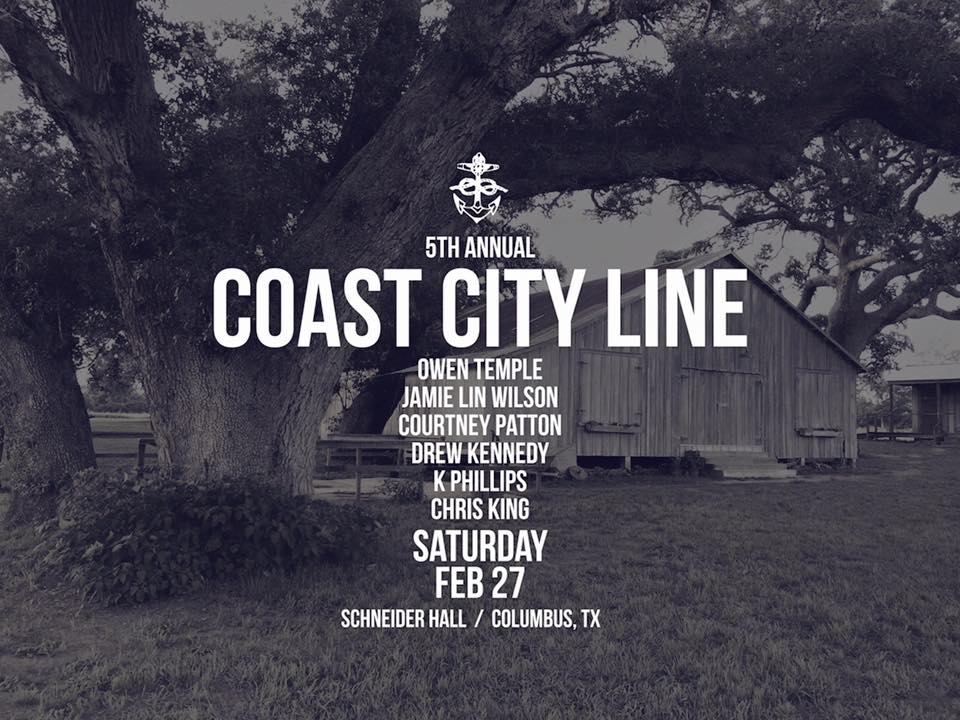 5TH ANNUAL
COAST CITY LINE
OWEN TEMPLE
JAMIE LIN WILSON
COURTNEY PATTON
DREW KENNEDY
K PHILLIPS
CHRIS KING
SATURDAY
FEB 27
SCHNEIDER HALL / COLUMBUS, TX